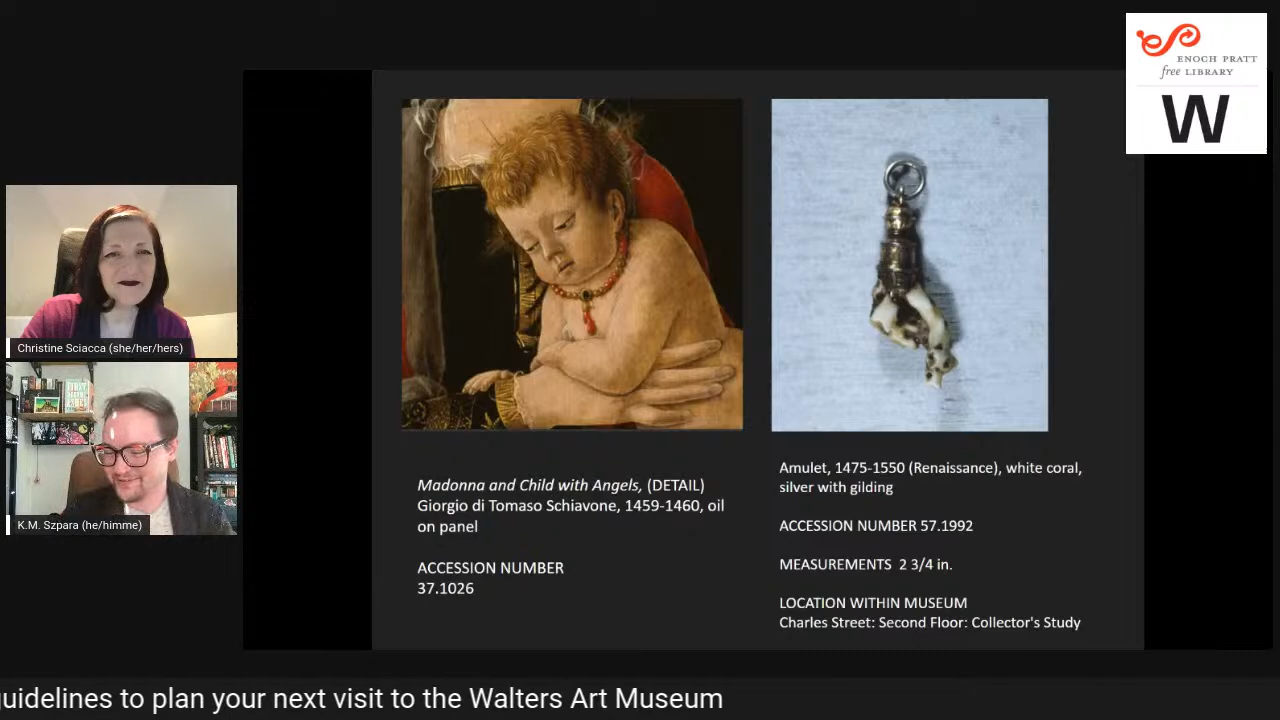 ENOCH PRATT
free LIBRARY
W
Christine Sciacca (she/her/hers)
K.M. Szpara (he/himme)
Madonna and Child with Angels, (DETAIL)
Giorgio di Tomaso Schiavone, 1459-1460, oil
on panel
ACCESSION NUMBER
37.1026
Amulet, 1475-1550 (Renaissance), white coral,
silver with gilding
ACCESSION NUMBER 57.1992
MEASUREMENTS 2 3/4 in.
LOCATION WITHIN MUSEUM
Charles Street: Second Floor: Collector's Study
guidelines to plan your next visit to the Walters Art Museum